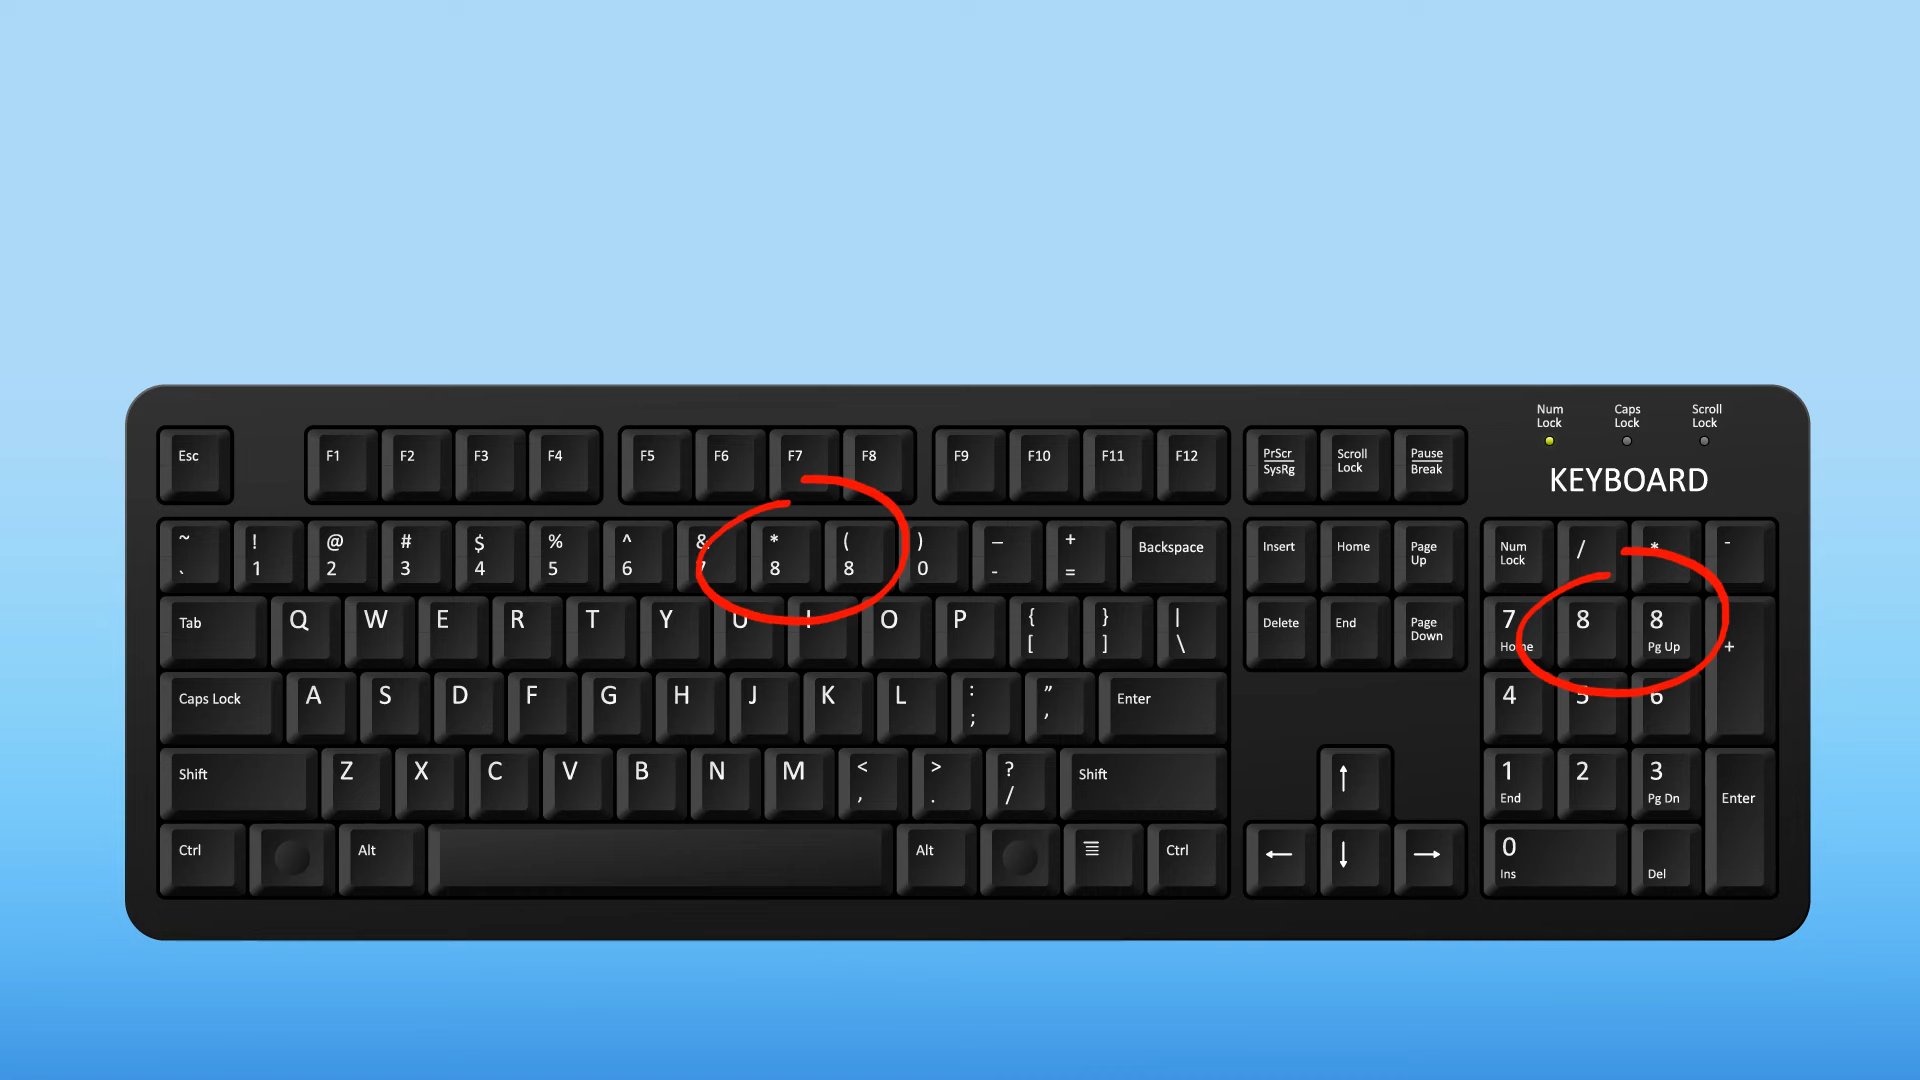 Num Lock
Caps Lock
Scroll Lock
KEYBOARD
Esc F1 F2 F3 F4 F5 F6 F7 F8 F9 F10 F11 F12 PrScr SysRg Scroll Lock Pause Break
~ ` ! 1 @ 2 # 3 $ 4 % 5 ^ 6 & 7 * 8 ( 8 ) 0 — - + = Backspace Insert Home Page Up Num Lock / * -
Tab Q W E R T Y U I O P { [ } ] | \ Delete End Page Down 7 Home 8 8 Pg Up +
Caps Lock A S D F G H J K L : ; " ' Enter 4 5 6
Shift Z X C V B N M < , > . ? / Shift ↑ 1 End 2 3 Pg Dn Enter
Ctrl Alt Alt Ctrl ← ↓ → 0 Ins Del